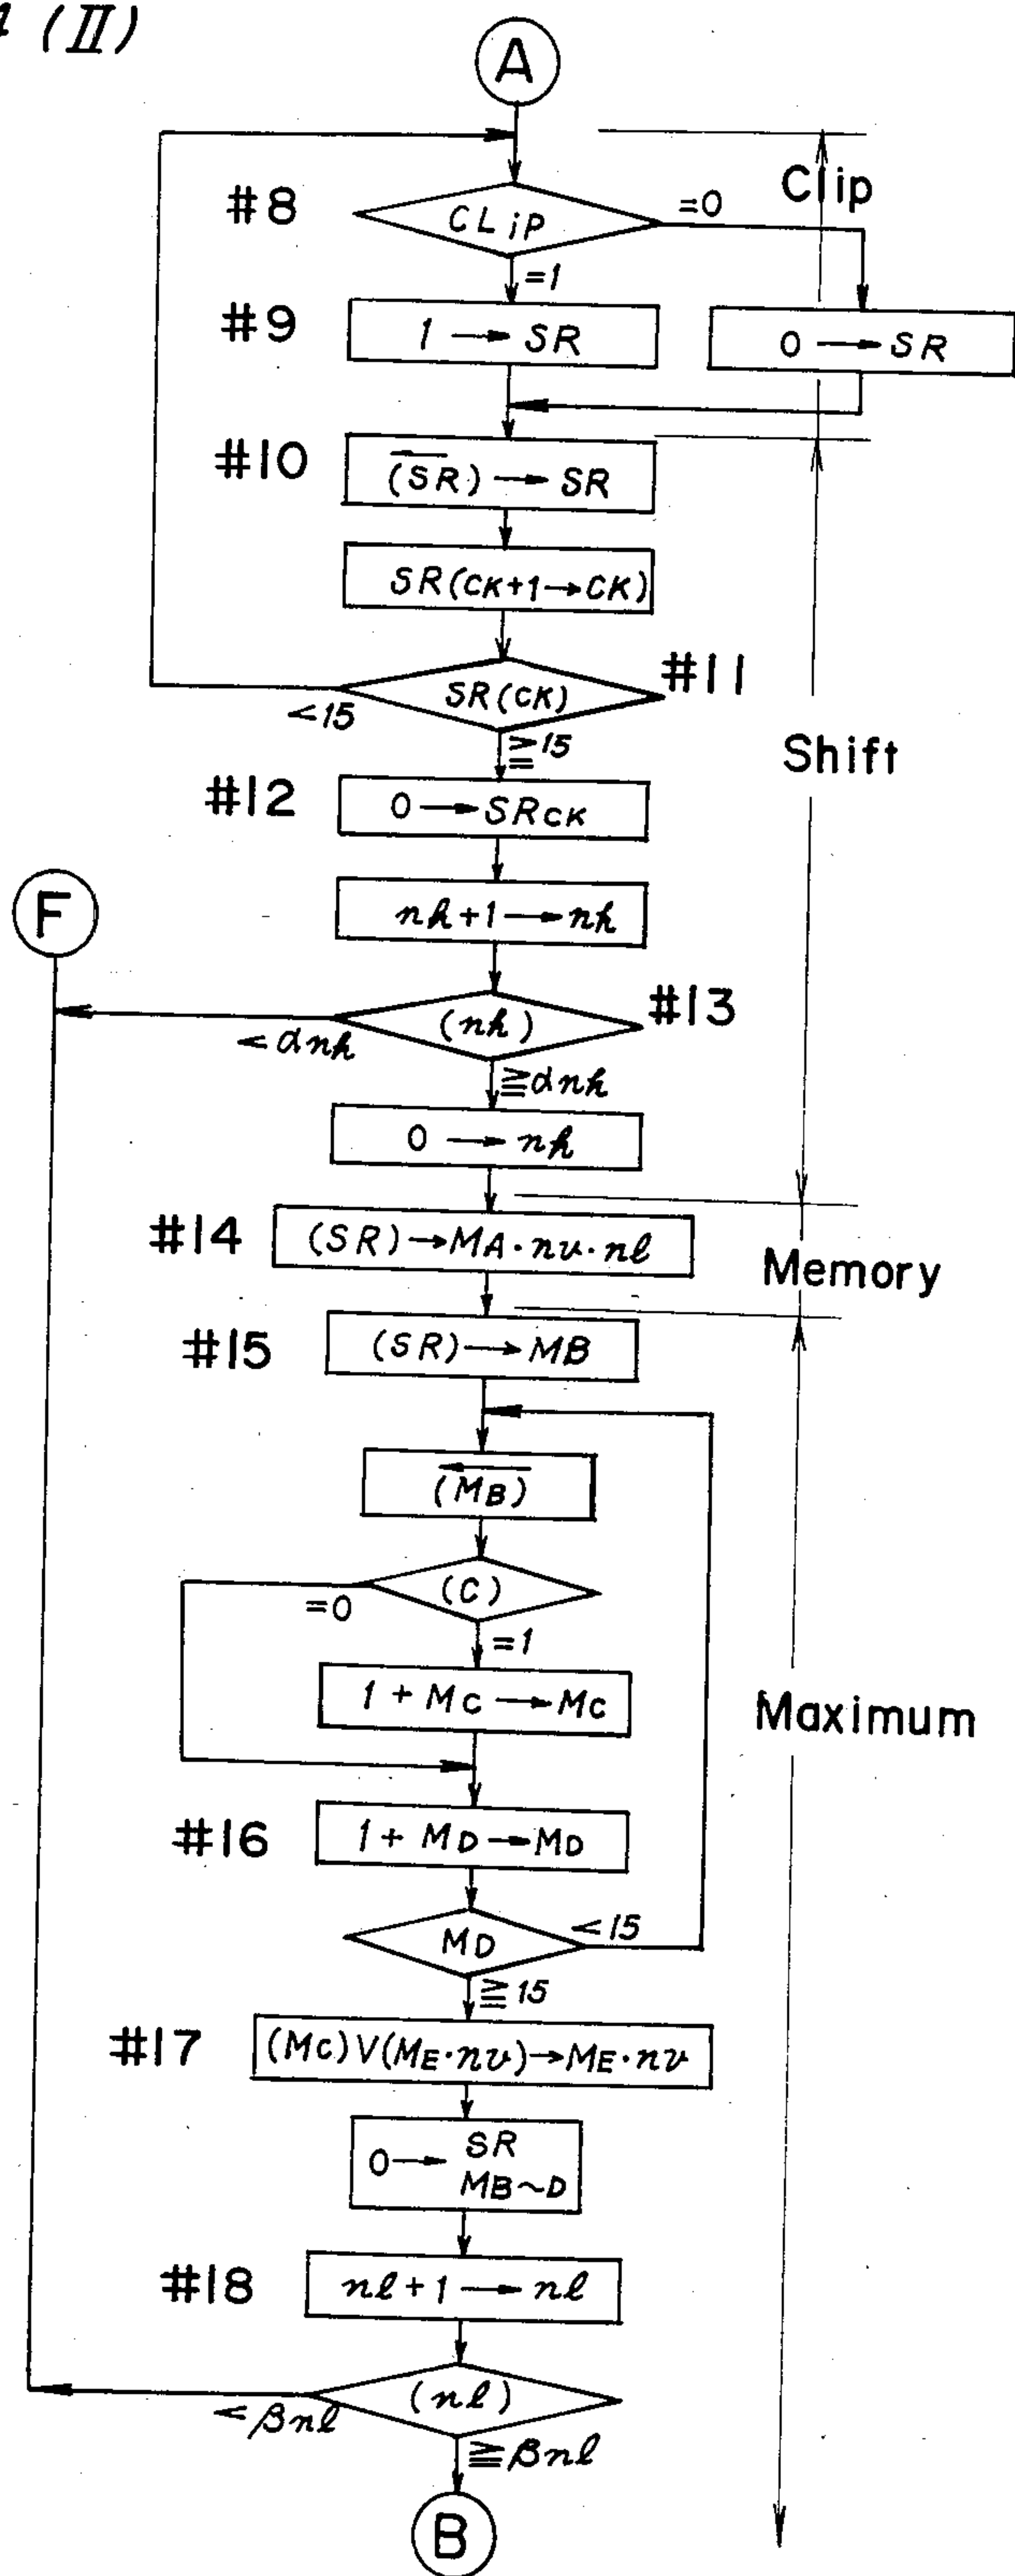 4 (II)
A
Clip
#8
CLiP
=0
=1
#9
1 → SR
0 → SR
#10
(SR) → SR
SR(CK+1→CK)
#11
SR(CK)
<15
≧15
Shift
#12
0 → SRCK
nh+1 → nh
F
#13
(nh)
<αnh
≧αnh
0 → nh
#14
(SR)→MA·nv·nl
Memory
#15
(SR) → MB
(MB)
(C)
=0
=1
1 + MC → MC
Maximum
#16
1 + MD → MD
MD
<15
≧15
#17
(MC)V(ME·nv)→ME·nv
0 → SR
MB~D
#18
nl+1 → nl
(nl)
<βnl
≧βnl
B